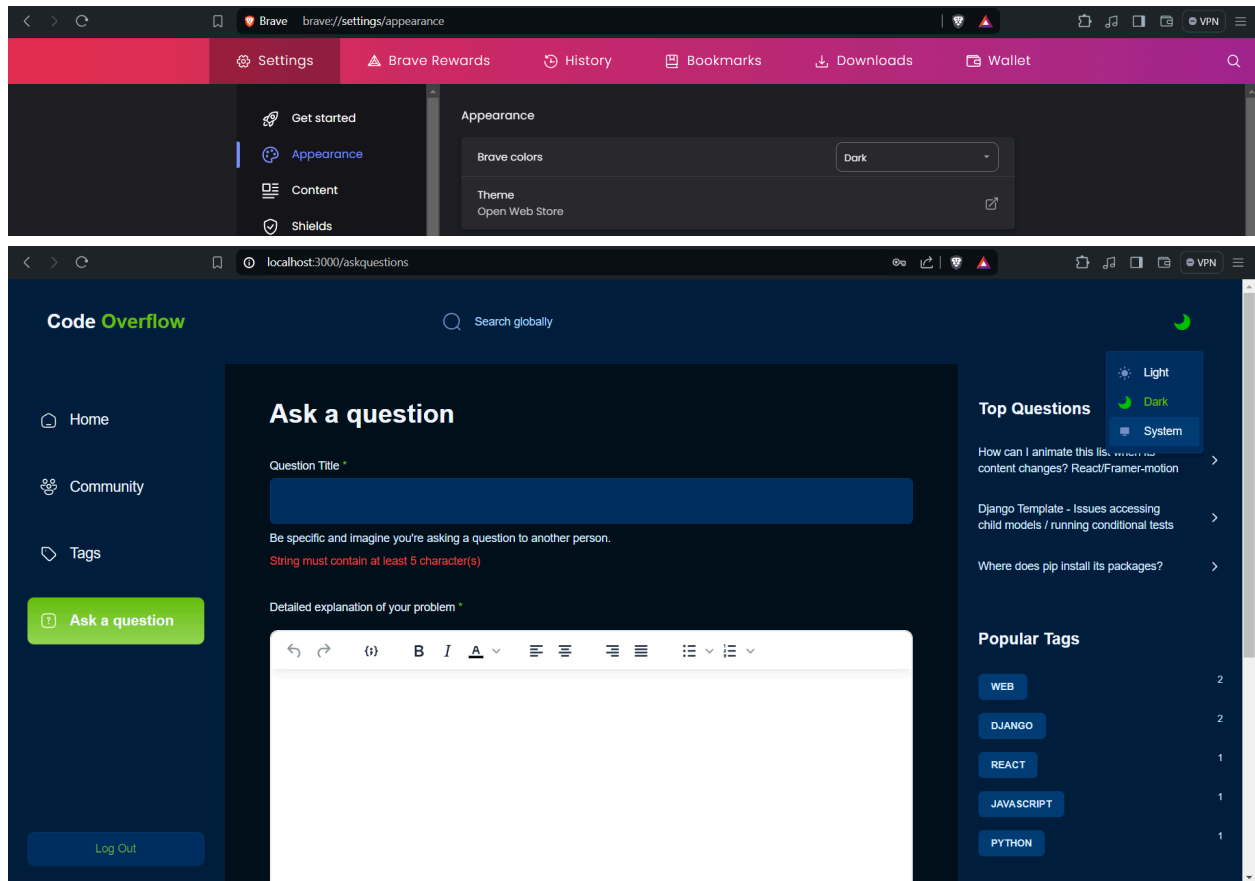 Brave brave://settings/appearance
VPN
Settings
Brave Rewards
History
Bookmarks
Downloads
Wallet
Get started
Appearance
Content
Shields
Appearance
Brave colors
Dark
Theme
Open Web Store
localhost:3000/askquestions
VPN
Code Overflow
Search globally
Light
Dark
System
Home
Community
Tags
Ask a question
Log Out
Ask a question
Question Title *
Be specific and imagine you're asking a question to another person.
String must contain at least 5 character(s)
Detailed explanation of your problem *
B I A
Top Questions
How can I animate this list when its
content changes? React/Framer-motion
Django Template - Issues accessing
child models / running conditional tests
Where does pip install its packages?
Popular Tags
WEB 2
DJANGO 2
REACT 1
JAVASCRIPT 1
PYTHON 1